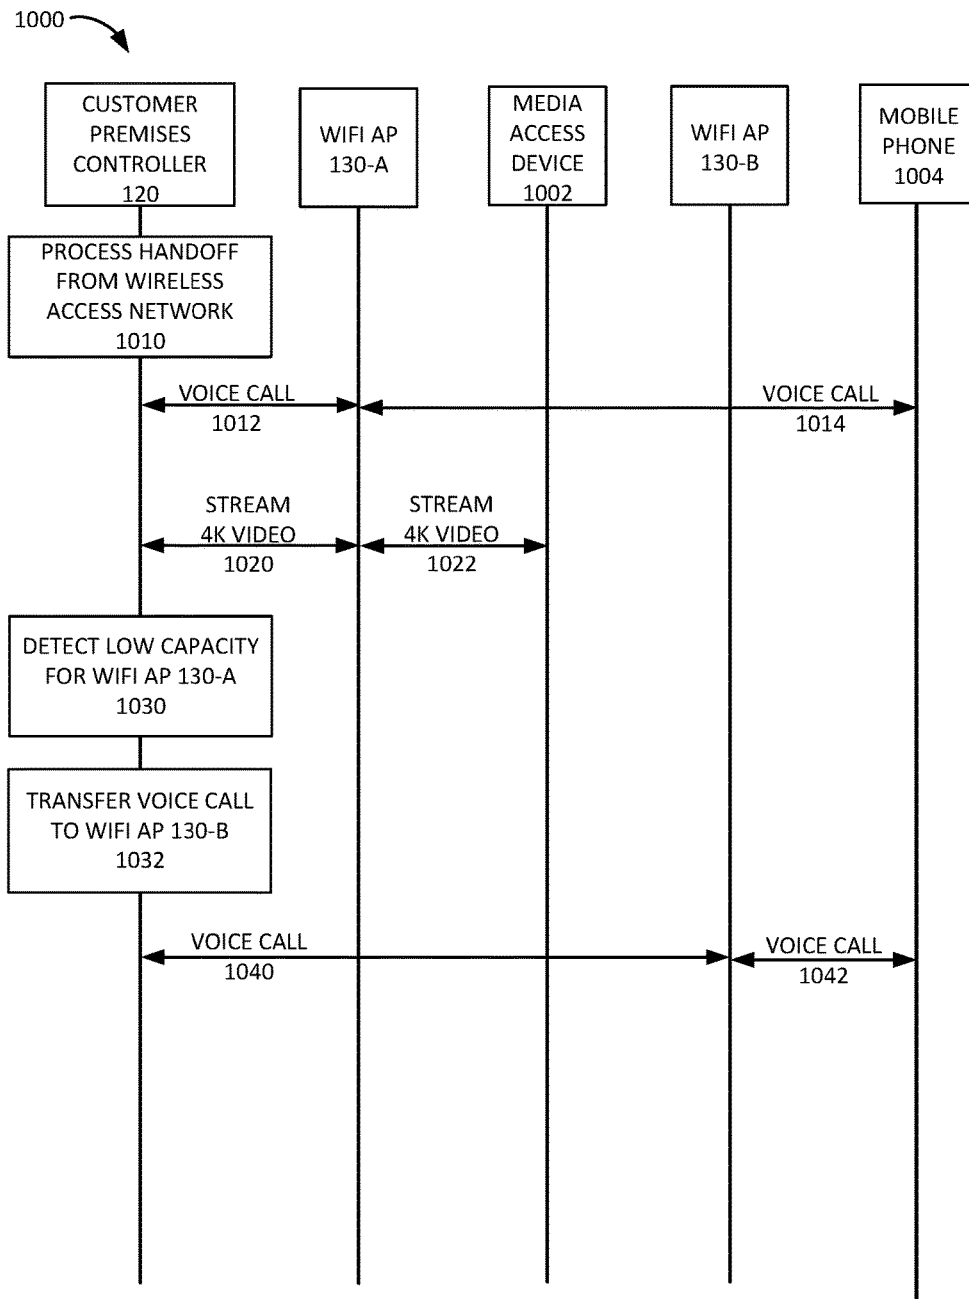 1000
CUSTOMER
PREMISES
CONTROLLER
120
WIFI AP
130-A
MEDIA
ACCESS
DEVICE
1002
WIFI AP
130-B
MOBILE
PHONE
1004
PROCESS HANDOFF
FROM WIRELESS
ACCESS NETWORK
1010
VOICE CALL
1012
VOICE CALL
1014
STREAM
4K VIDEO
1020
STREAM
4K VIDEO
1022
DETECT LOW CAPACITY
FOR WIFI AP 130-A
1030
TRANSFER VOICE CALL
TO WIFI AP 130-B
1032
VOICE CALL
1040
VOICE CALL
1042